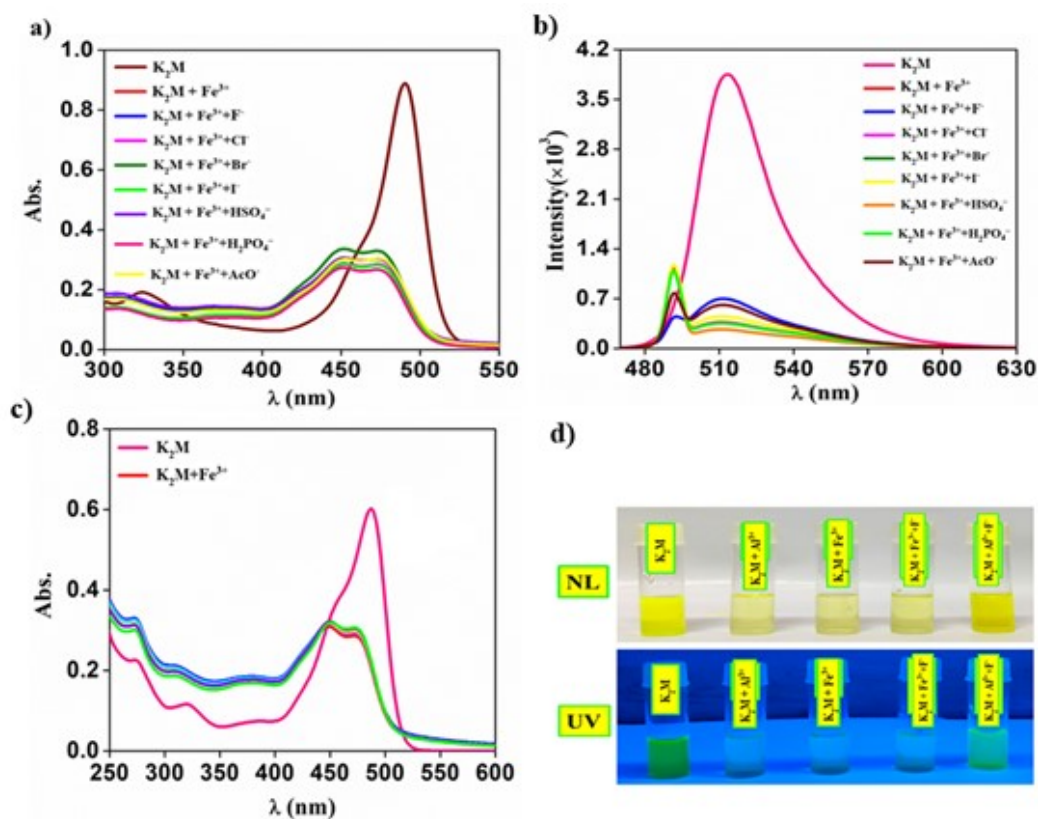 a)
1.0
0.8
0.6
0.4
0.2
0.0
Abs.
K₂M
K₂M + Fe³⁺
K₂M + Fe³⁺+F⁻
K₂M + Fe³⁺+Cl⁻
K₂M + Fe³⁺+Br⁻
K₂M + Fe³⁺+I⁻
K₂M + Fe³⁺+HSO₄⁻
K₂M + Fe³⁺+H₂PO₄⁻
K₂M + Fe³⁺+AcO⁻
300 350 400 450 500 550
λ (nm)
b)
4.2
3.5
2.8
2.1
1.4
0.7
0.0
Intensity(×10³)
K₂M
K₂M + Fe³⁺
K₂M + Fe³⁺+F⁻
K₂M + Fe³⁺+Cl⁻
K₂M + Fe³⁺+Br⁻
K₂M + Fe³⁺+I⁻
K₂M + Fe³⁺+HSO₄⁻
K₂M + Fe³⁺+H₂PO₄⁻
K₂M + Fe³⁺+AcO⁻
480 510 540 570 600 630
λ (nm)
c)
0.8
0.6
0.4
0.2
0.0
Abs.
K₂M
K₂M+Fe³⁺
250 300 350 400 450 500 550 600
λ (nm)
d)
NL
K₂M
K₂M + Al³⁺
K₂M + Fe³⁺
K₂M + Fe³⁺+F⁻
K₂M + Al³⁺+F⁻
UV
K₂M
K₂M + Al³⁺
K₂M + Fe³⁺
K₂M + Fe³⁺+F⁻
K₂M + Al³⁺+F⁻